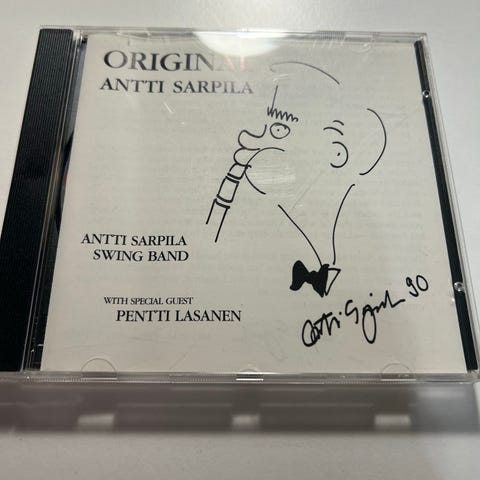 ORIGINAL
ANTTI SARPILA
ANTTI SARPILA
SWING BAND
WITH SPECIAL GUEST
PENTTI LASANEN
90